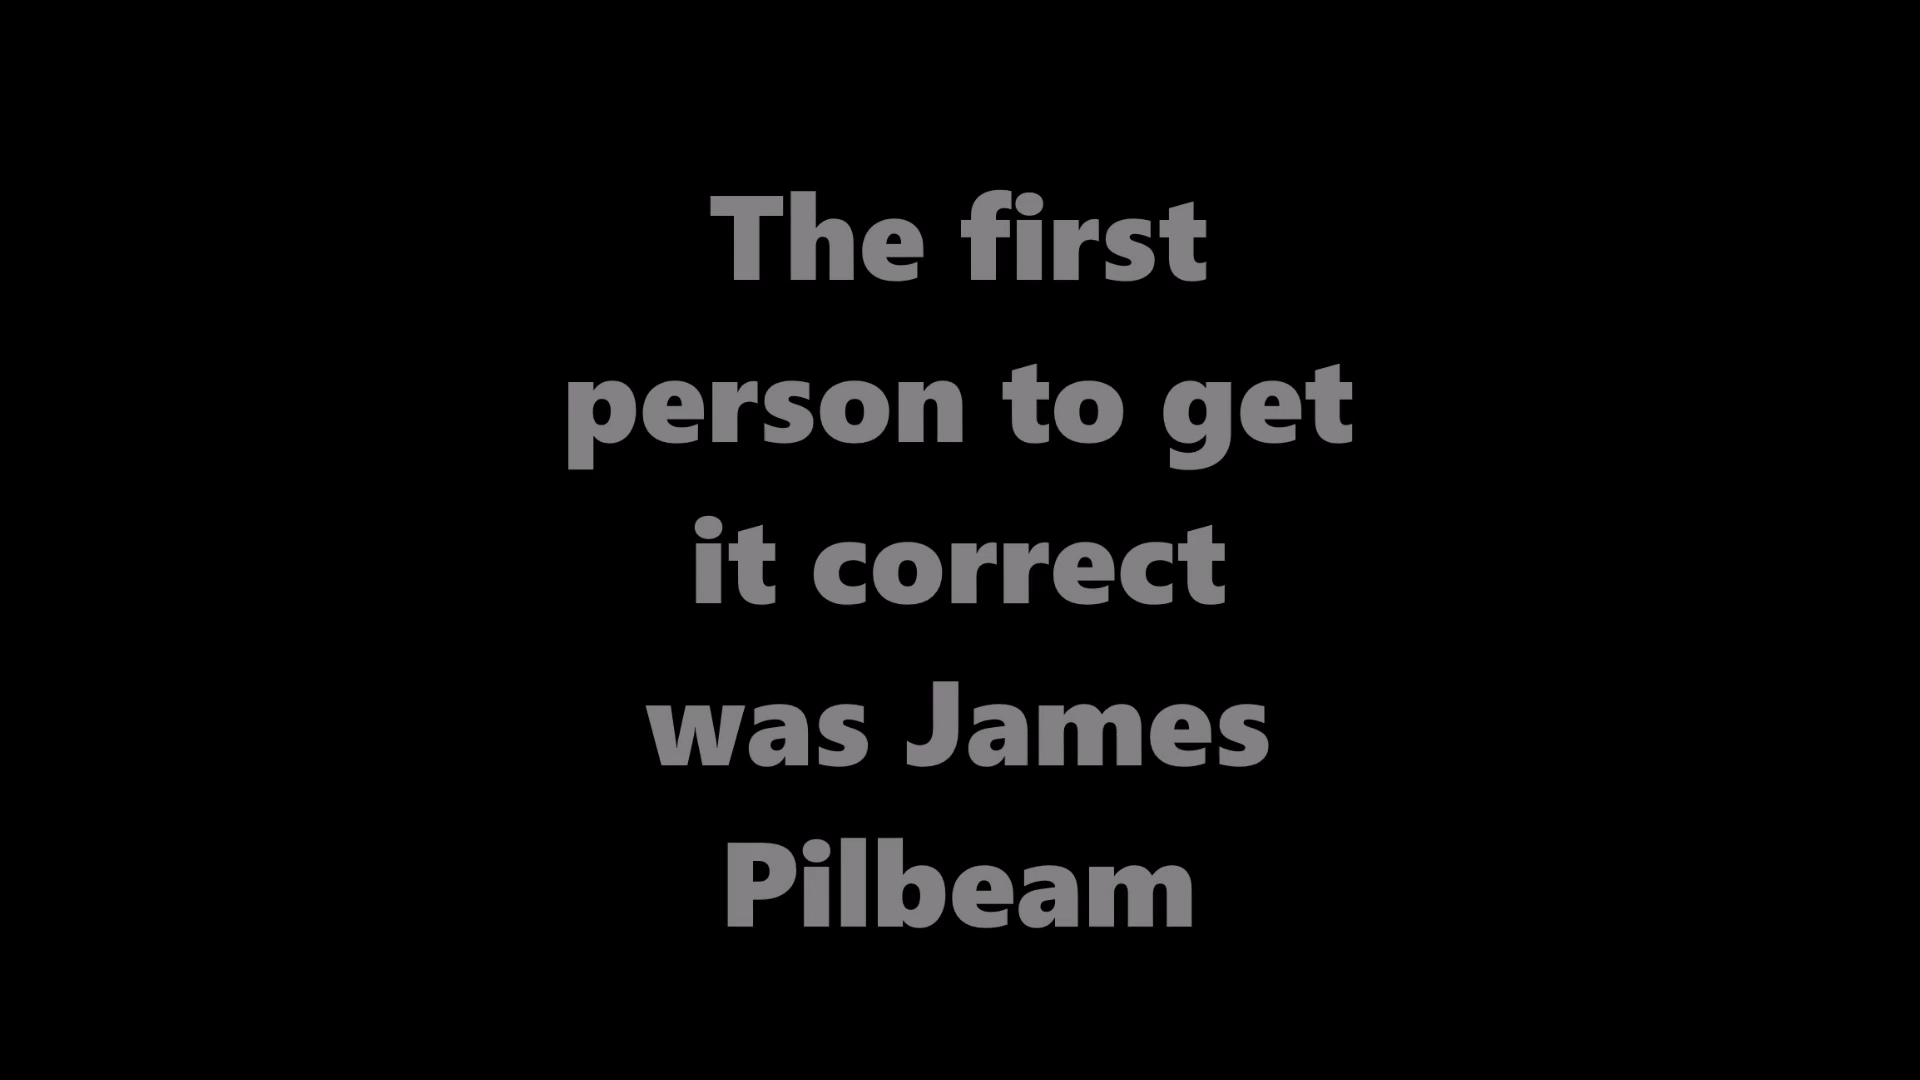 The first
person to get
it correct
was James
Pilbeam